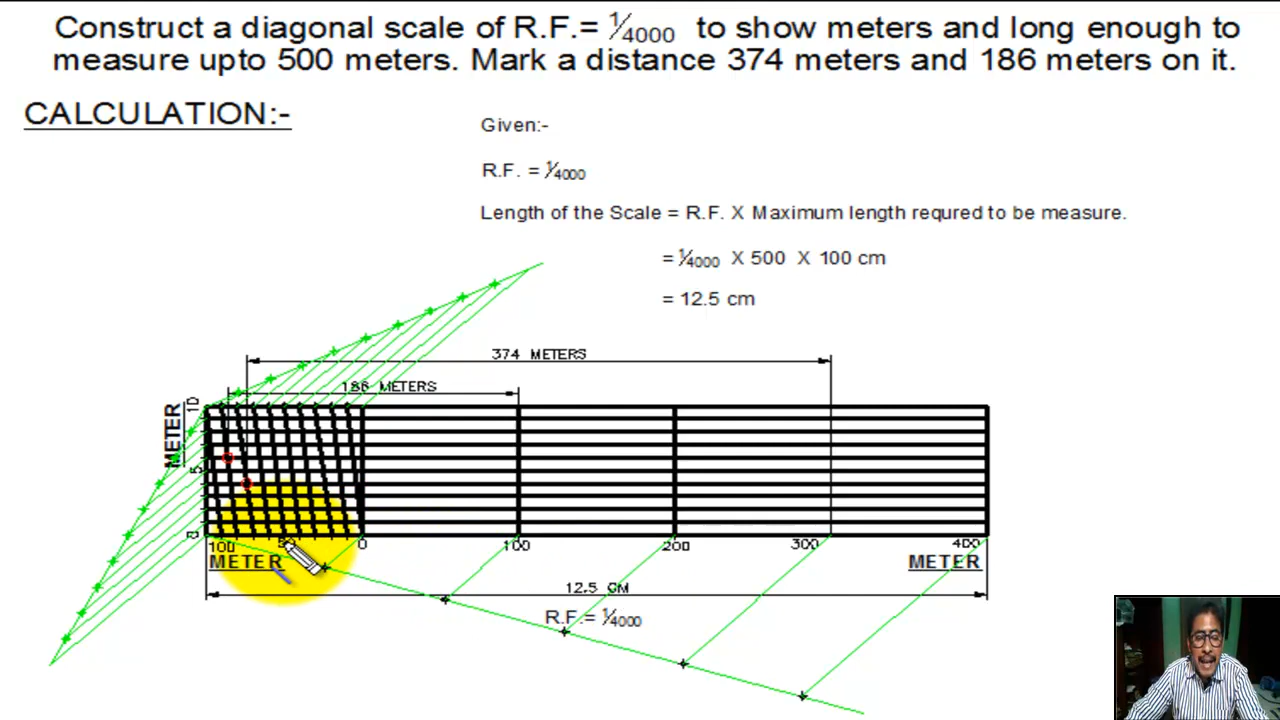 Construct a diagonal scale of R.F.= 1/4000 to show meters and long enough to
measure upto 500 meters. Mark a distance 374 meters and 186 meters on it.
CALCULATION:-
Given:-
R.F. = 1/4000
Length of the Scale = R.F. X Maximum length requred to be measure.
= 1/4000 X 500 X 100 cm
= 12.5 cm
374 METERS
186 METERS
10
METER
5
0
100 50 0 100 200 300 400
METER METER
12.5 CM
R.F.= 1/4000